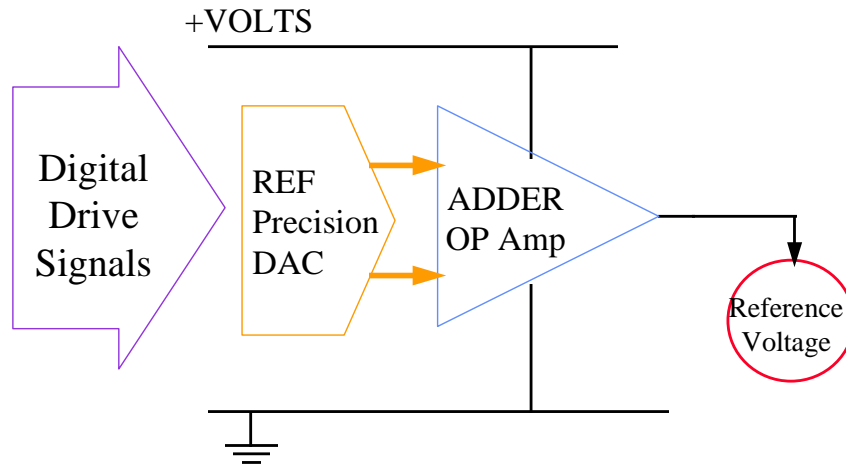 +VOLTS
Digital
Drive
Signals
REF
Precision
DAC
ADDER
OP Amp
Reference
Voltage